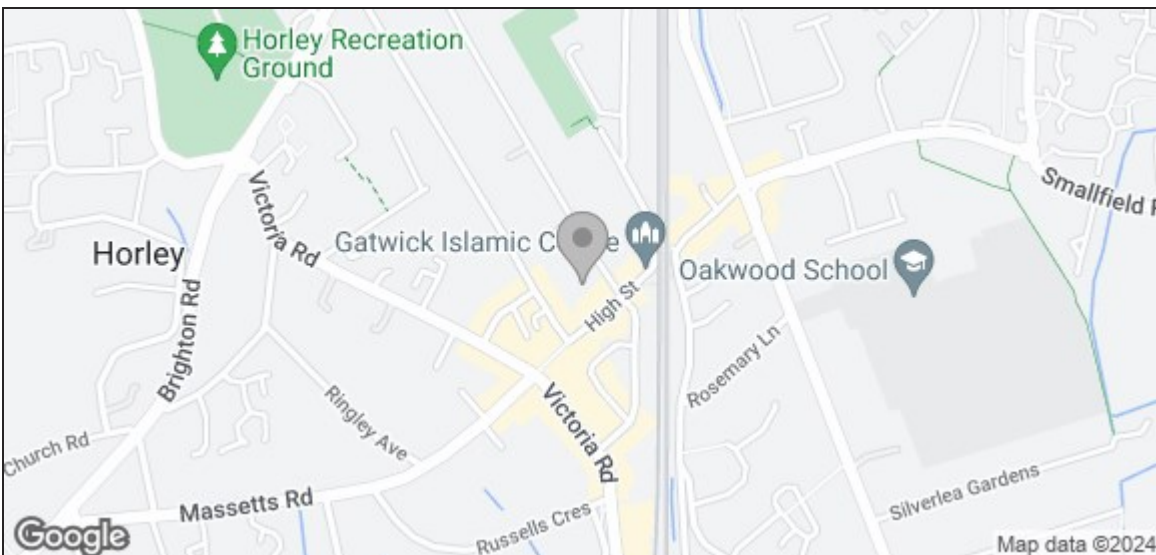 Horley Recreation
Ground
Victoria Rd
Horley
Brighton Rd
Gatwick Islamic
High St
Oakwood School
Smallfield
Rosemary Ln
Ringley Ave
Victoria Rd
Church Rd
Massetts Rd
Russells Cres
Silverlea Gardens
Google
Map data ©2024